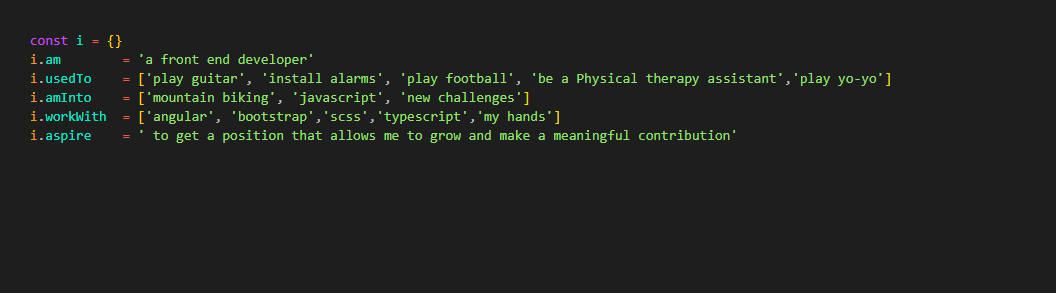 const i = {}
i.am        = 'a front end developer'
i.usedTo    = ['play guitar', 'install alarms', 'play football', 'be a Physical therapy assistant','play yo-yo']
i.amInto    = ['mountain biking', 'javascript', 'new challenges']
i.workWith  = ['angular', 'bootstrap','scss','typescript','my hands']
i.aspire    = ' to get a position that allows me to grow and make a meaningful contribution'